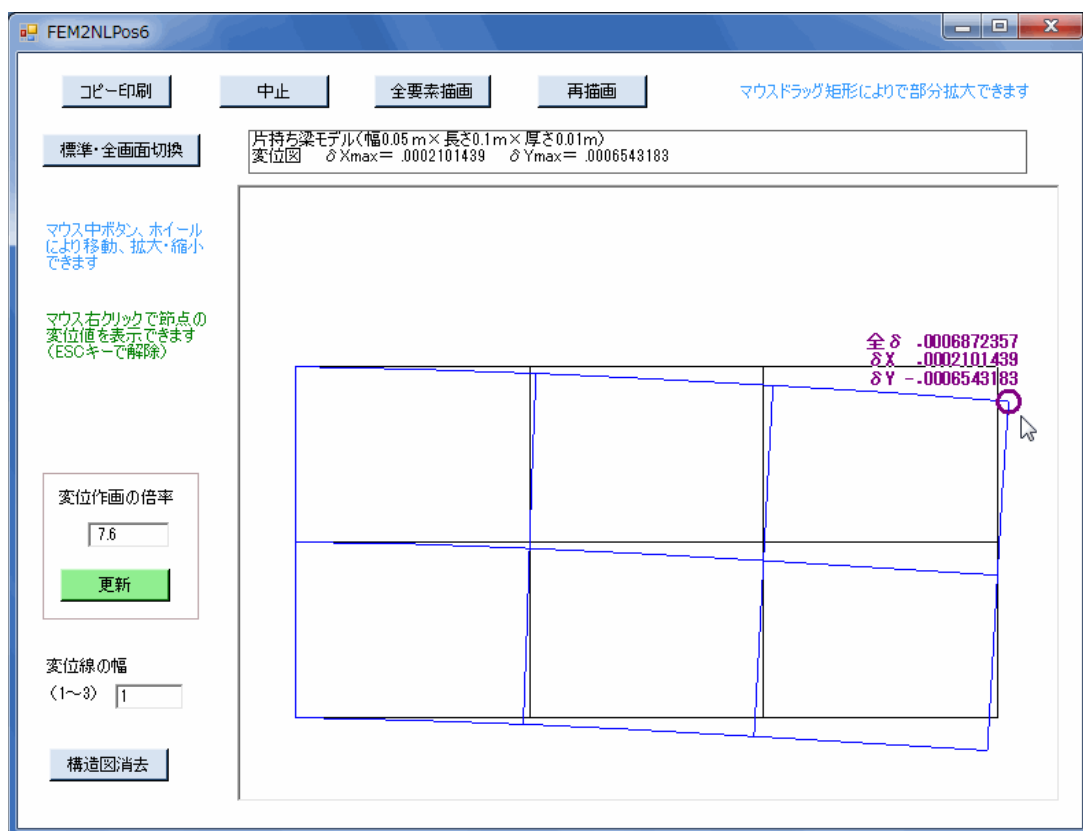 FEM2NLPos6
コピー印刷
中止
全要素描画
再描画
マウスドラッグ矩形によりで部分拡大できます
標準・全画面切換
片持ち梁モデル(幅0.05ｍ×長さ0.1ｍ×厚さ0.01ｍ)
変位図　δXmax＝ .0002101439　δYmax＝ .0006543183
マウス中ボタン、ホイール
により移動、拡大・縮小
できます
マウス右クリックで節点の
変位値を表示できます
(ESCキーで解除)
全δ .0006872357
δX .0002101439
δY -.0006543183
変位作画の倍率
7.6
更新
変位線の幅
(1～3) 1
構造図消去